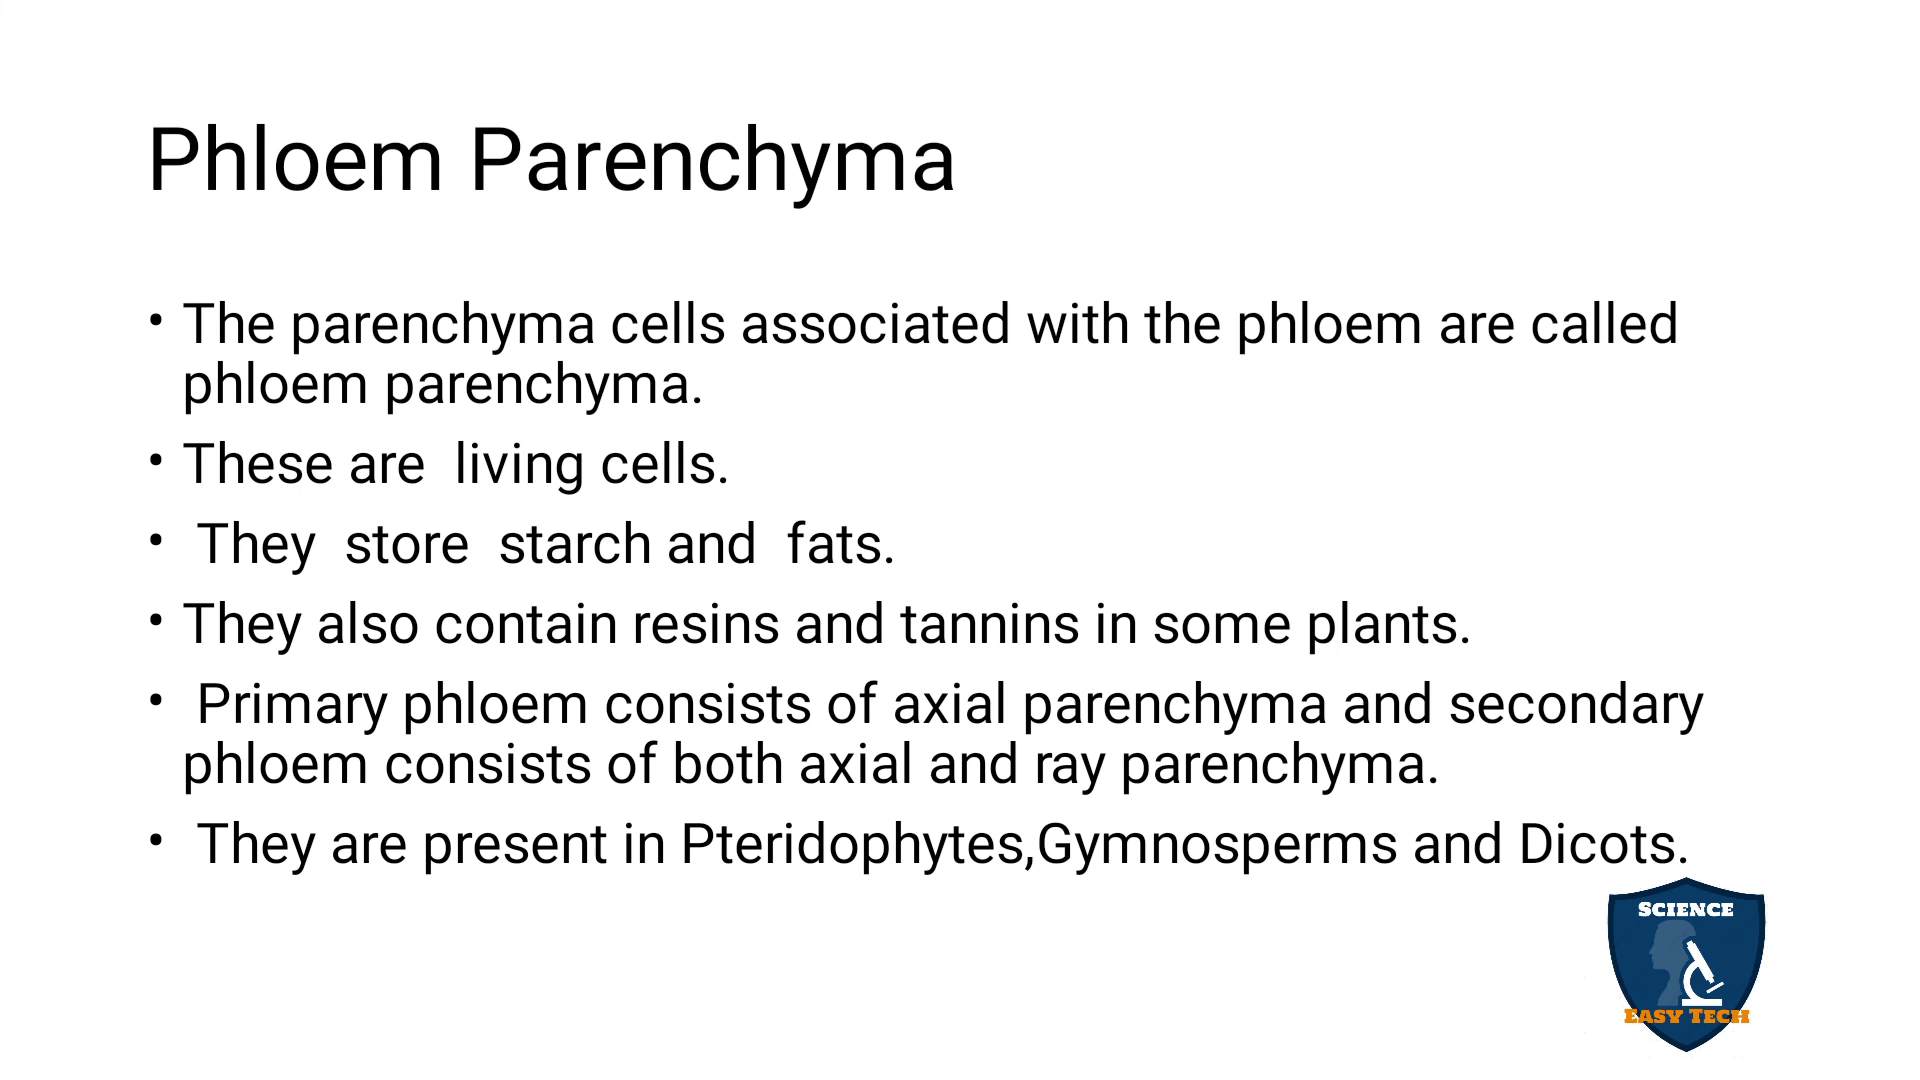 Phloem Parenchyma
• The parenchyma cells associated with the phloem are called
phloem parenchyma.
• These are  living cells.
•  They  store  starch and  fats.
• They also contain resins and tannins in some plants.
•  Primary phloem consists of axial parenchyma and secondary
phloem consists of both axial and ray parenchyma.
•  They are present in Pteridophytes,Gymnosperms and Dicots.
SCIENCE
EASY TECH